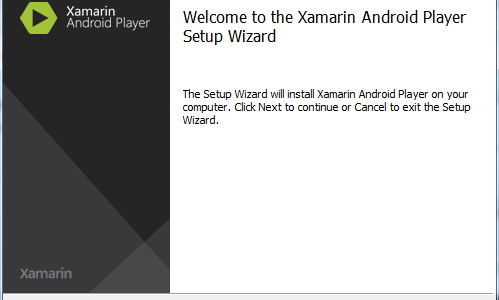 Xamarin
Android Player
Welcome to the Xamarin Android Player
Setup Wizard
The Setup Wizard will install Xamarin Android Player on your
computer. Click Next to continue or Cancel to exit the Setup
Wizard.
Xamarin